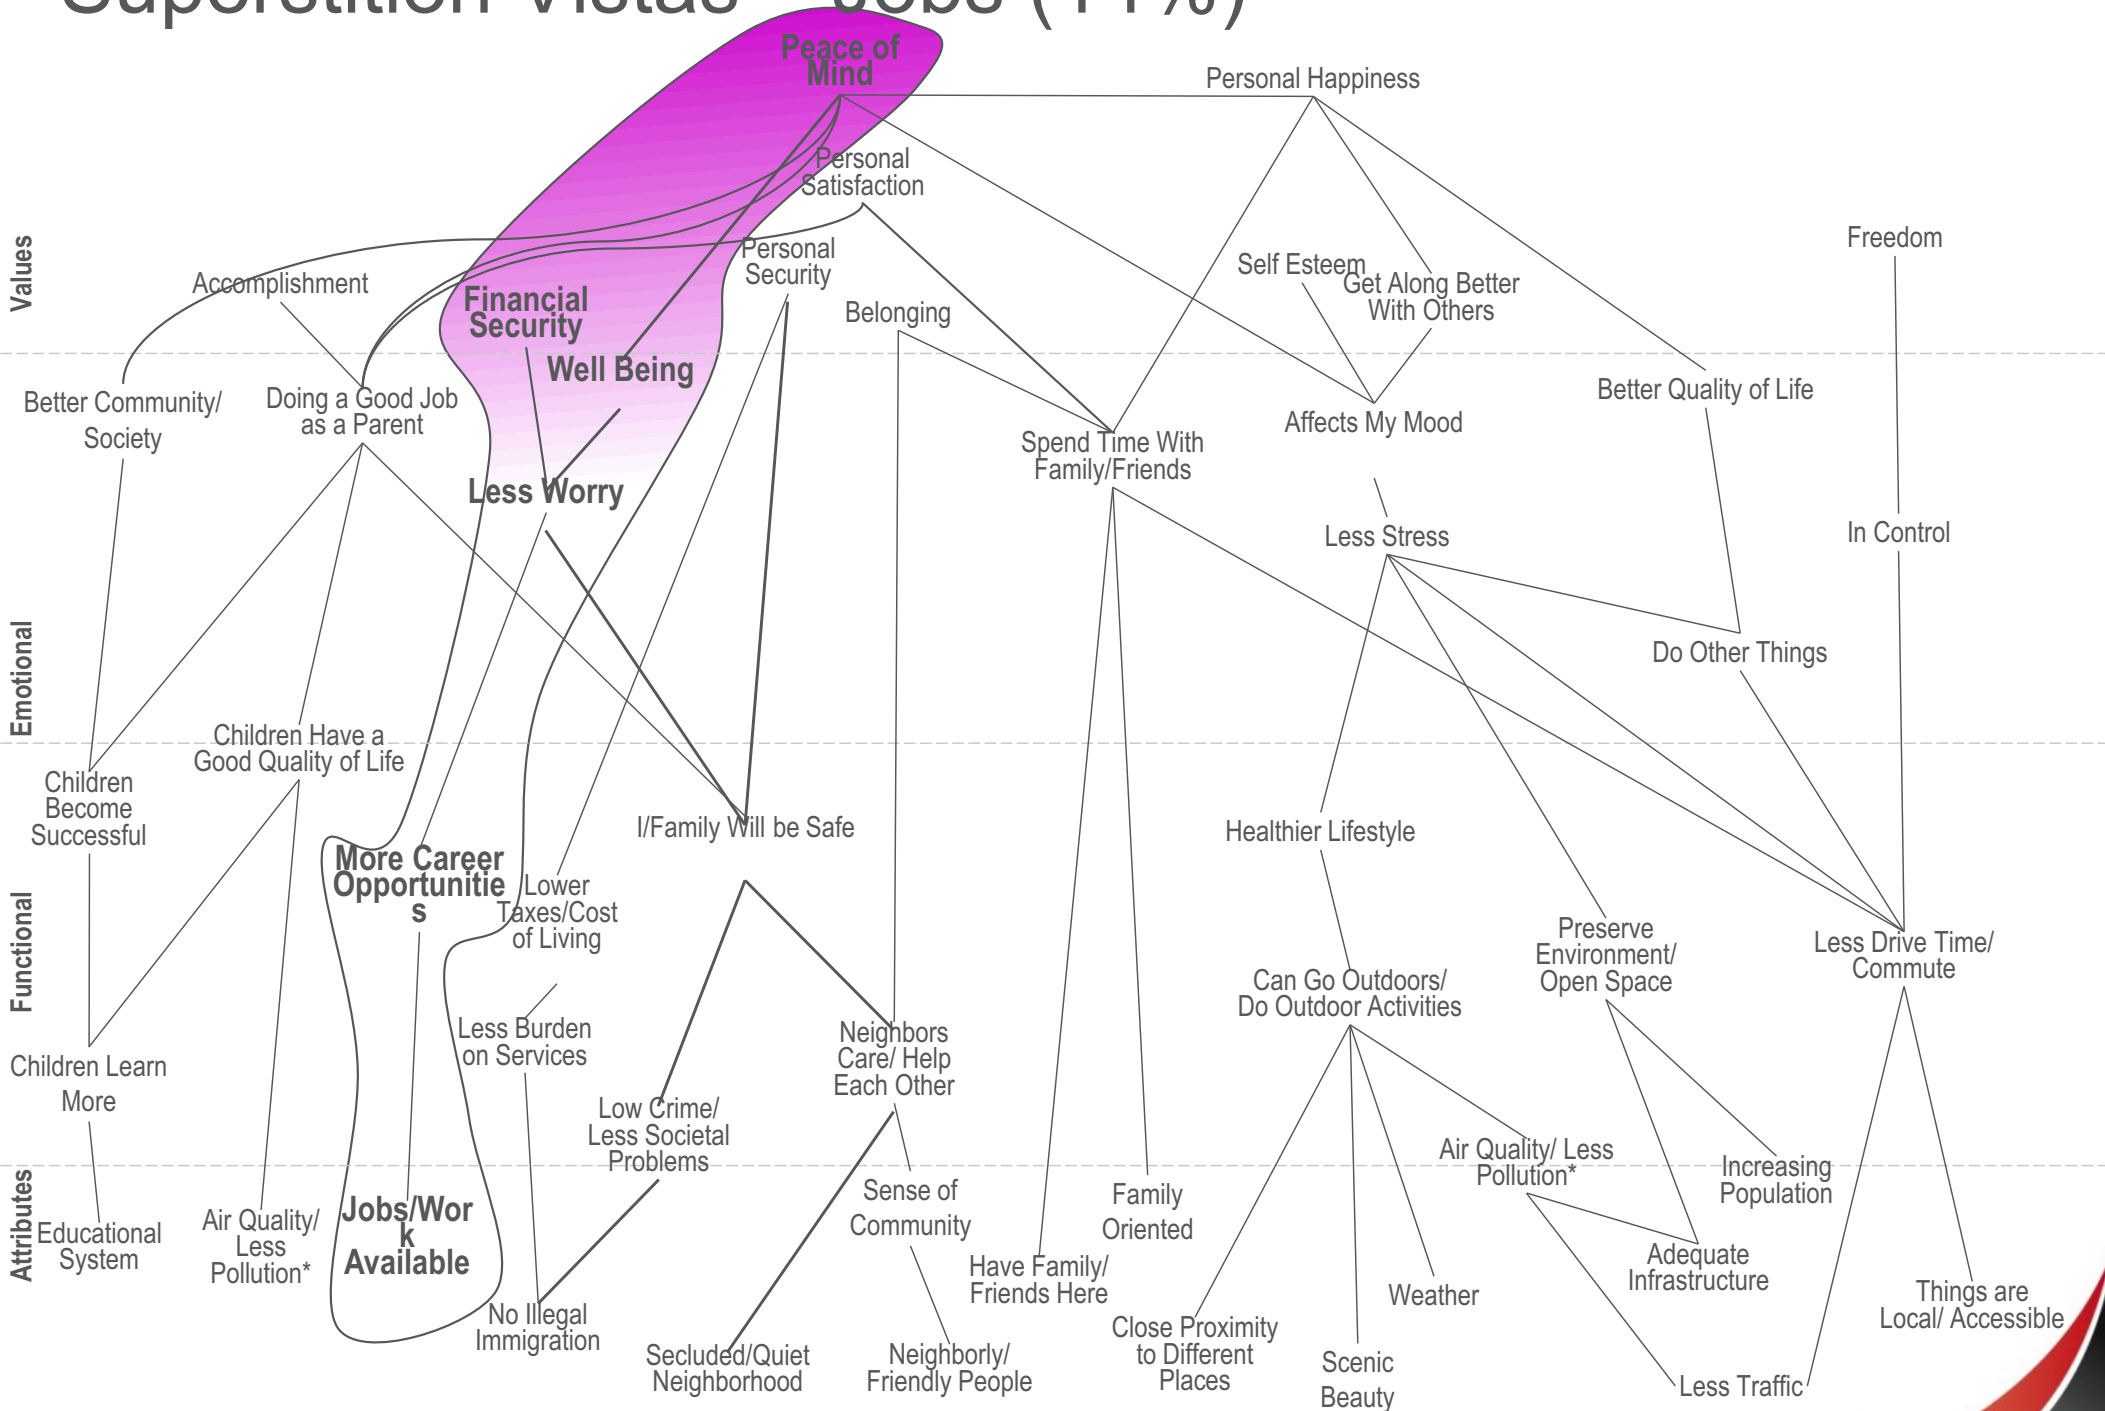 Superstition Vistas – Jobs (11%)
Peace of
Mind
Personal Happiness
Personal
Satisfaction
Values
Accomplishment
Financial
Security
Personal
Security
Belonging
Self Esteem
Get Along Better
With Others
Freedom
Better Community/
Society
Doing a Good Job
as a Parent
Well Being
Less Worry
Spend Time With
Family/Friends
Affects My Mood
Better Quality of Life
Less Stress
In Control
Emotional
Do Other Things
Children Have a
Good Quality of Life
Children
Become
Successful
I/Family Will be Safe
Healthier Lifestyle
Functional
More Career
Opportunitie
s
Lower
Taxes/Cost
of Living
Preserve
Environment/
Open Space
Less Drive Time/
Commute
Can Go Outdoors/
Do Outdoor Activities
Less Burden
on Services
Neighbors
Care/ Help
Each Other
Children Learn
More
Low Crime/
Less Societal
Problems
Air Quality/ Less
Pollution*
Increasing
Population
Attributes
Educational
System
Air Quality/
Less
Pollution*
Jobs/Wor
k
Available
Sense of
Community
Family
Oriented
Have Family/
Friends Here
Adequate
Infrastructure
Weather
Things are
Local/ Accessible
No Illegal
Immigration
Secluded/Quiet
Neighborhood
Neighborly/
Friendly People
Close Proximity
to Different
Places
Scenic
Beauty
Less Traffic